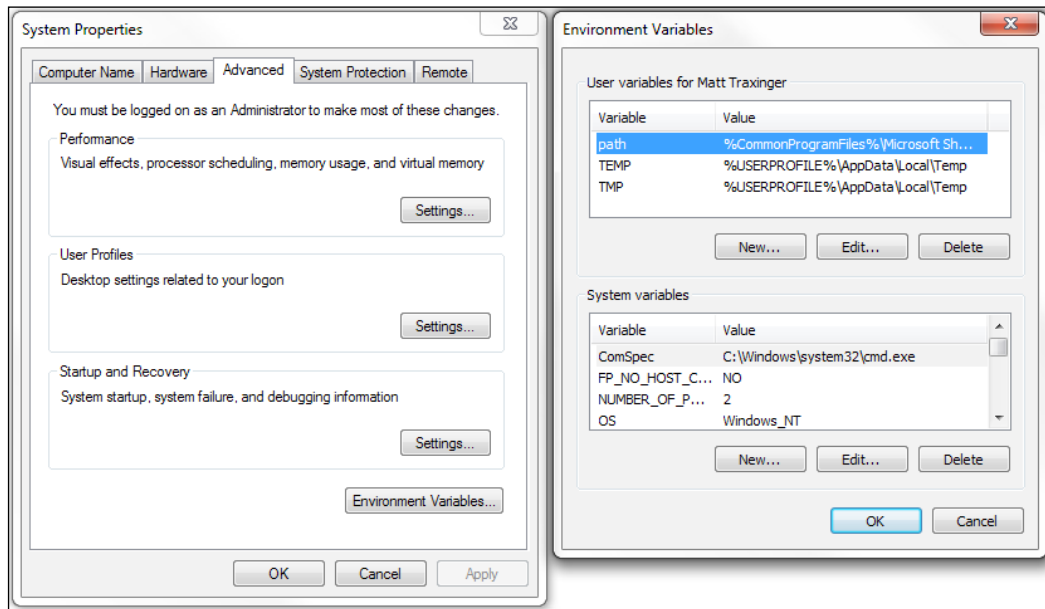 System Properties
Computer Name Hardware Advanced System Protection Remote
You must be logged on as an Administrator to make most of these changes.
Performance
Visual effects, processor scheduling, memory usage, and virtual memory
Settings...
User Profiles
Desktop settings related to your logon
Settings...
Startup and Recovery
System startup, system failure, and debugging information
Settings...
Environment Variables...
OK Cancel Apply
Environment Variables
User variables for Matt Traxinger
Variable Value
path %CommonProgramFiles%\Microsoft Sh...
TEMP %USERPROFILE%\AppData\Local\Temp
TMP %USERPROFILE%\AppData\Local\Temp
New... Edit... Delete
System variables
Variable Value
ComSpec C:\Windows\system32\cmd.exe
FP_NO_HOST_C... NO
NUMBER_OF_P... 2
OS Windows_NT
New... Edit... Delete
OK Cancel